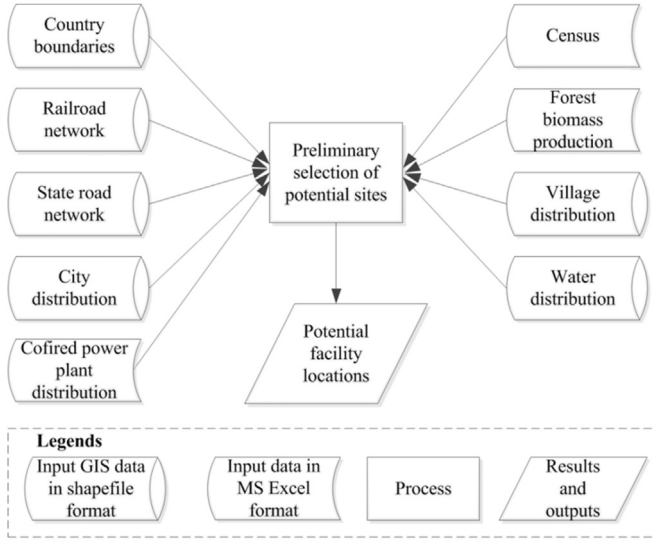 Country
boundaries
Railroad
network
State road
network
City
distribution
Cofired power
plant
distribution
Preliminary
selection of
potential sites
Potential
facility
locations
Census
Forest
biomass
production
Village
distribution
Water
distribution
Legends
Input GIS data
in shapefile
format
Input data in
MS Excel
format
Process
Results
and
outputs